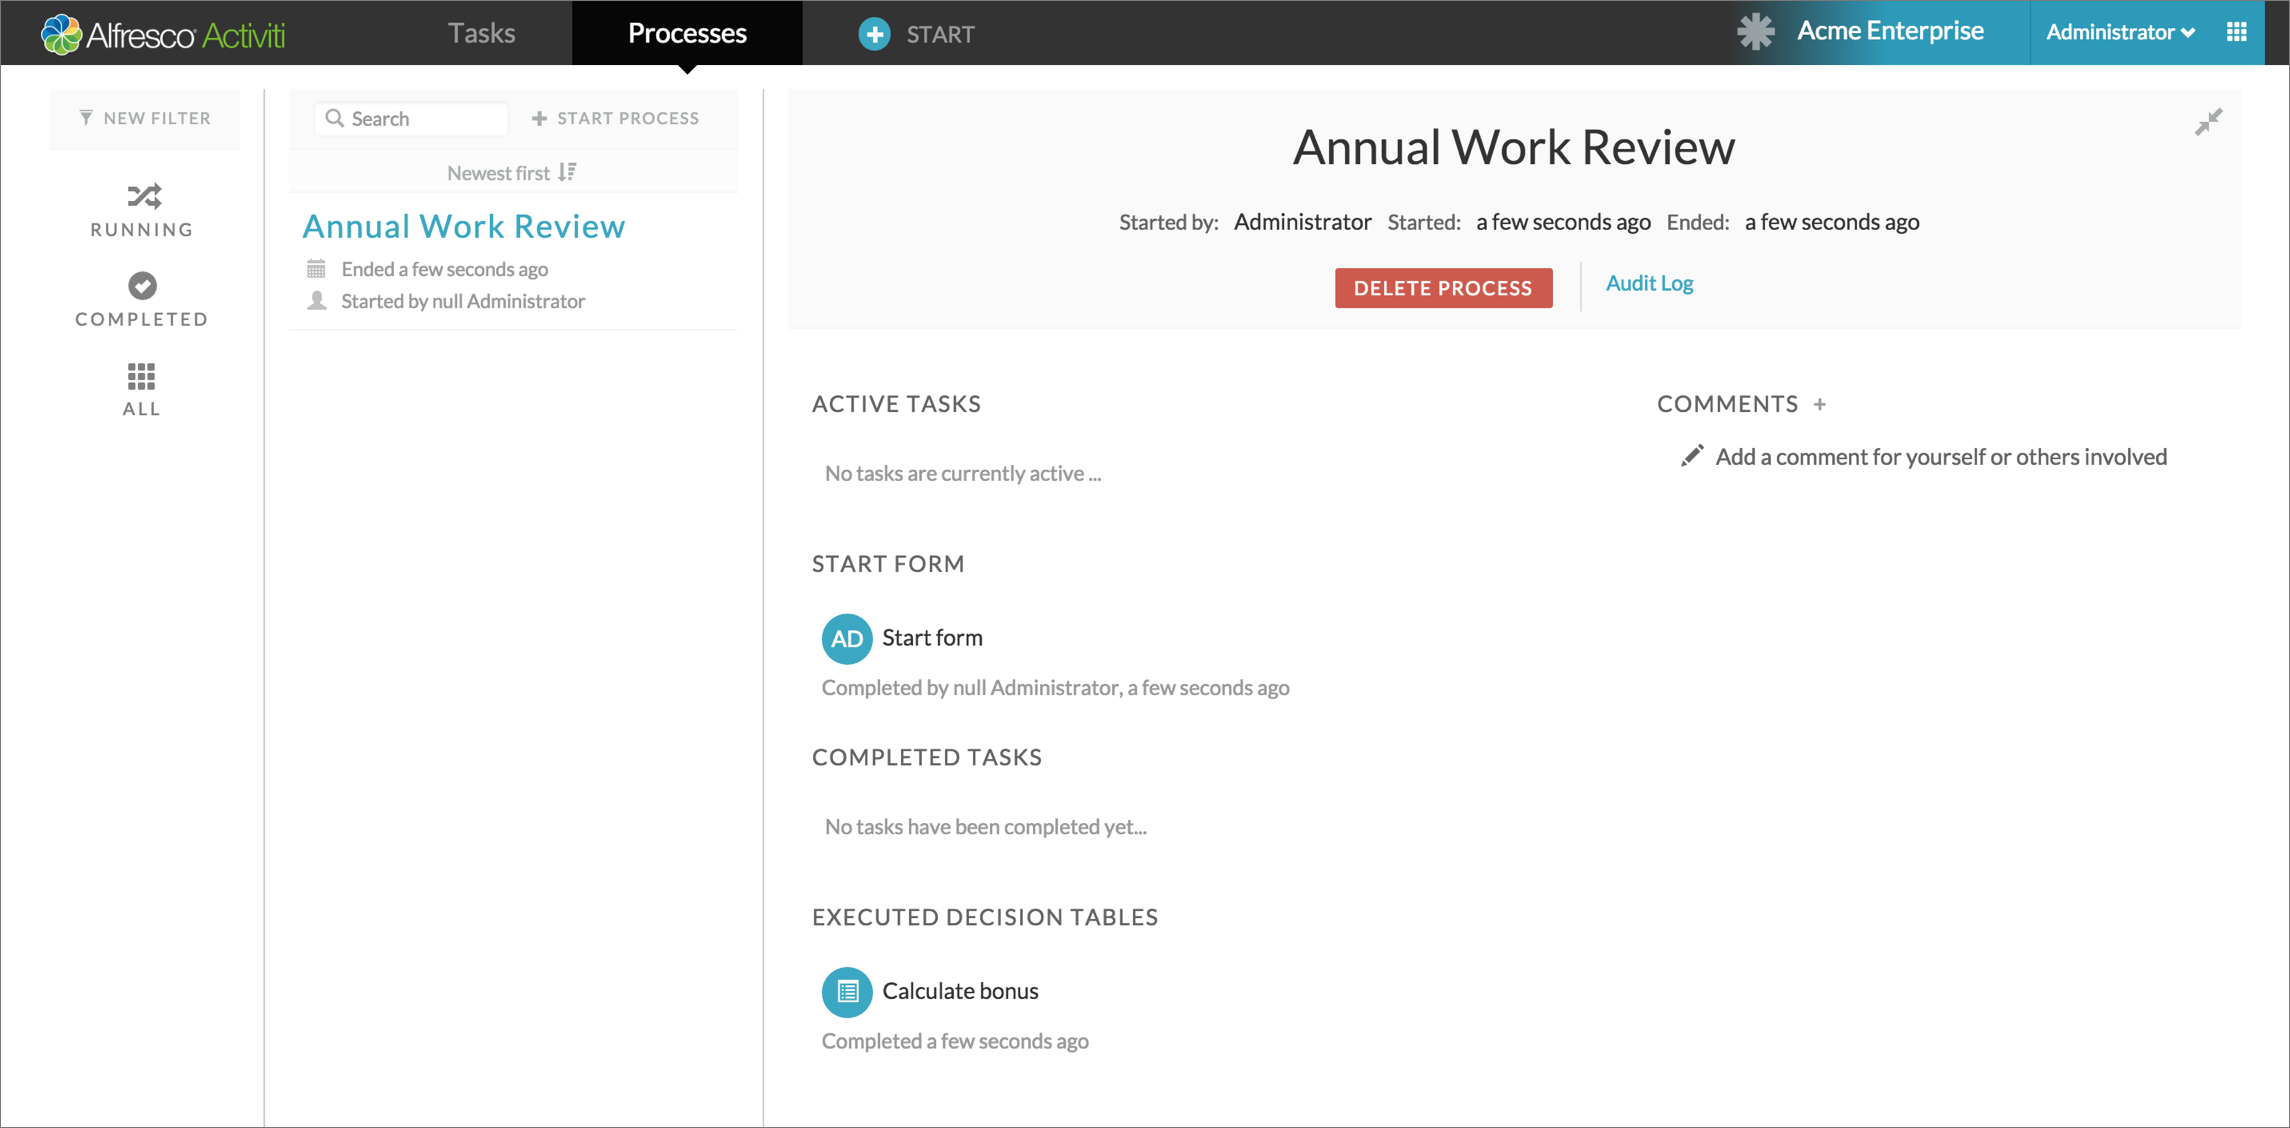 Alfresco Activiti
Tasks
Processes
START
Acme Enterprise
Administrator
NEW FILTER
RUNNING
COMPLETED
ALL
Search
START PROCESS
Newest first
Annual Work Review
Ended a few seconds ago
Started by null Administrator
Annual Work Review
Started by: Administrator Started: a few seconds ago Ended: a few seconds ago
DELETE PROCESS
Audit Log
ACTIVE TASKS
No tasks are currently active ...
START FORM
AD Start form
Completed by null Administrator, a few seconds ago
COMPLETED TASKS
No tasks have been completed yet...
EXECUTED DECISION TABLES
Calculate bonus
Completed a few seconds ago
COMMENTS +
Add a comment for yourself or others involved